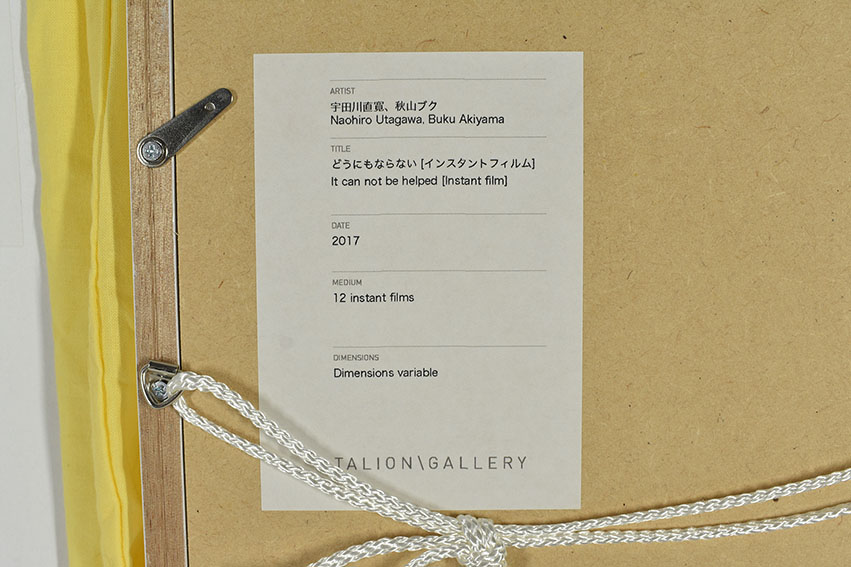 ARTIST
宇田川直寛、秋山ブク
Naohiro Utagawa, Buku Akiyama
TITLE
どうにもならない [インスタントフィルム]
It can not be helped [Instant film]
DATE
2017
MEDIUM
12 instant films
DIMENSIONS
Dimensions variable
TALION\GALLERY